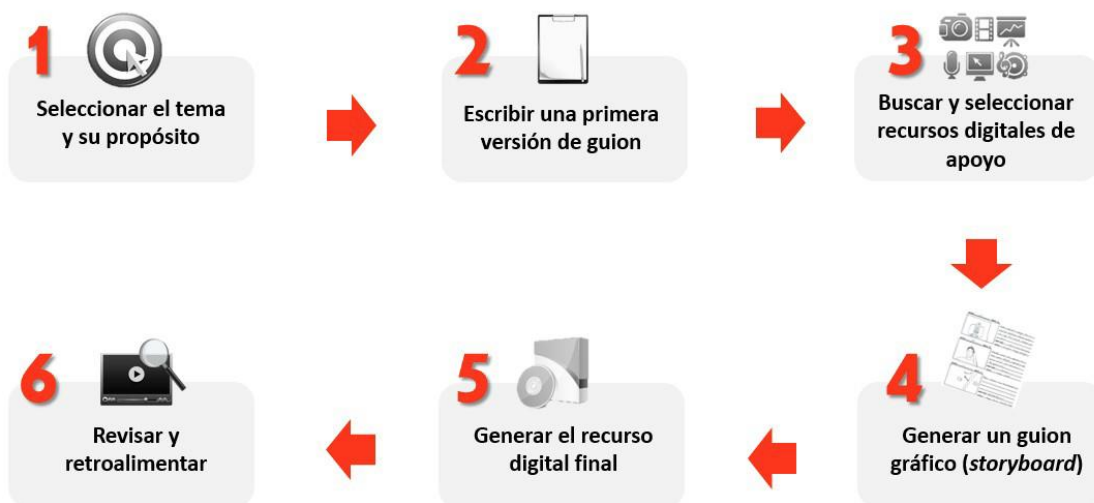 1
Seleccionar el tema
y su propósito
2
Escribir una primera
versión de guion
3
Buscar y seleccionar
recursos digitales de
apoyo
4
Generar un guion
gráfico (storyboard)
5
Generar el recurso
digital final
6
Revisar y
retroalimentar